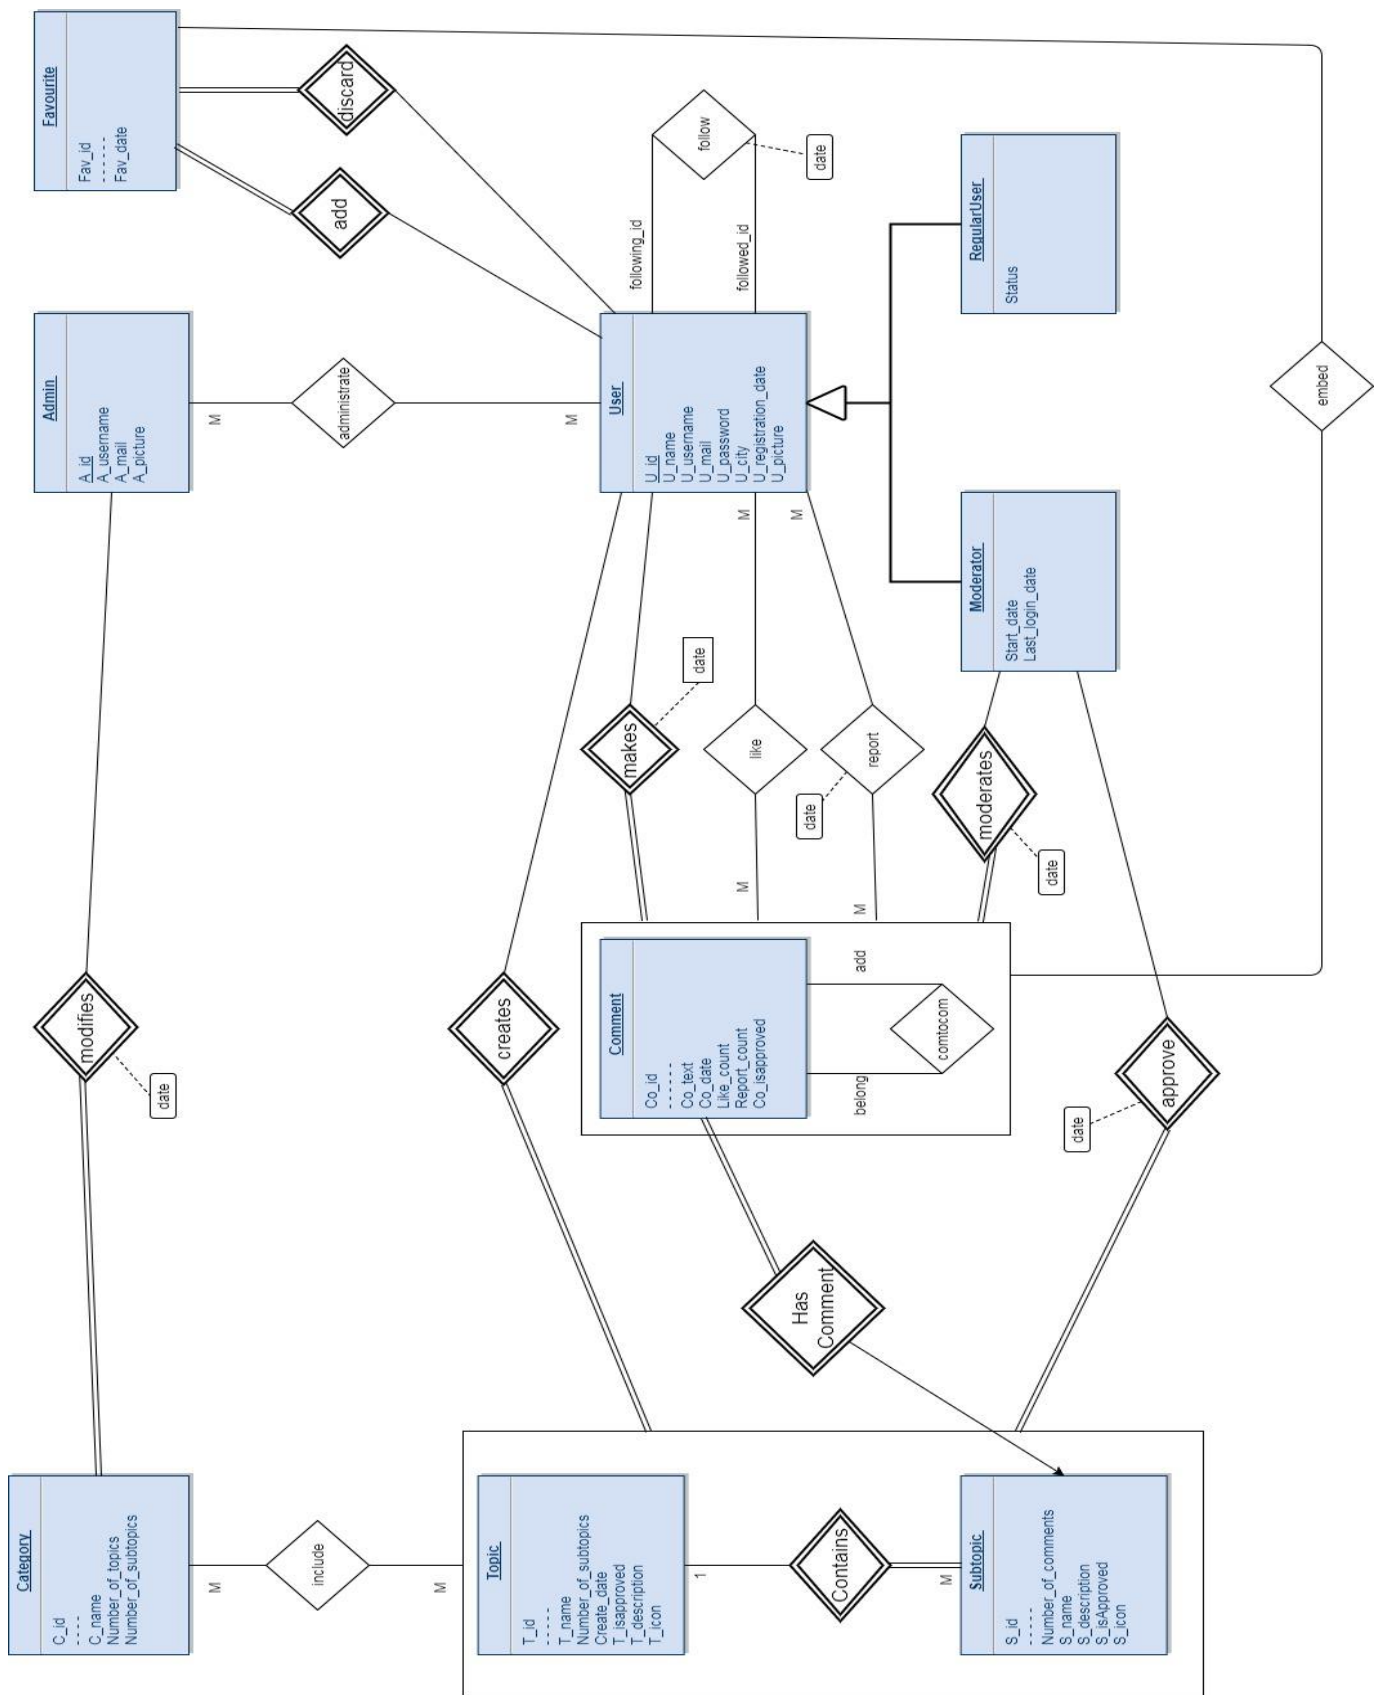 Category
C_id
- - - -
C_name
Number_of_topics
Number_of_subtopics
modifies
date
Admin
A_id
A_username
A_mail
A_picture
Favourite
Fav_id
- - - - -
Fav_date
include
M
M
administrate
M
M
add
discard
Topic
T_id
- - - - -
T_name
Number_of_subtopics
Create_date
T_isapproved
T_description
T_icon
creates
makes
date
User
U_id
U_name
U_username
U_mail
U_password
U_city
U_registration_date
U_picture
following_id
followed_id
follow
date
1
Contains
M
Has
Comment
Comment
Co_id
- - - - - -
Co_text
Co_date
Like_count
Report_count
Co_isapproved
belong
add
comtocom
M
like
M
M
report
M
date
Subtopic
S_id
- - - - -
Number_of_comments
S_name
S_description
S_isApproved
S_icon
approve
date
moderates
date
Moderator
Start_date
Last_login_date
RegularUser
Status
embed